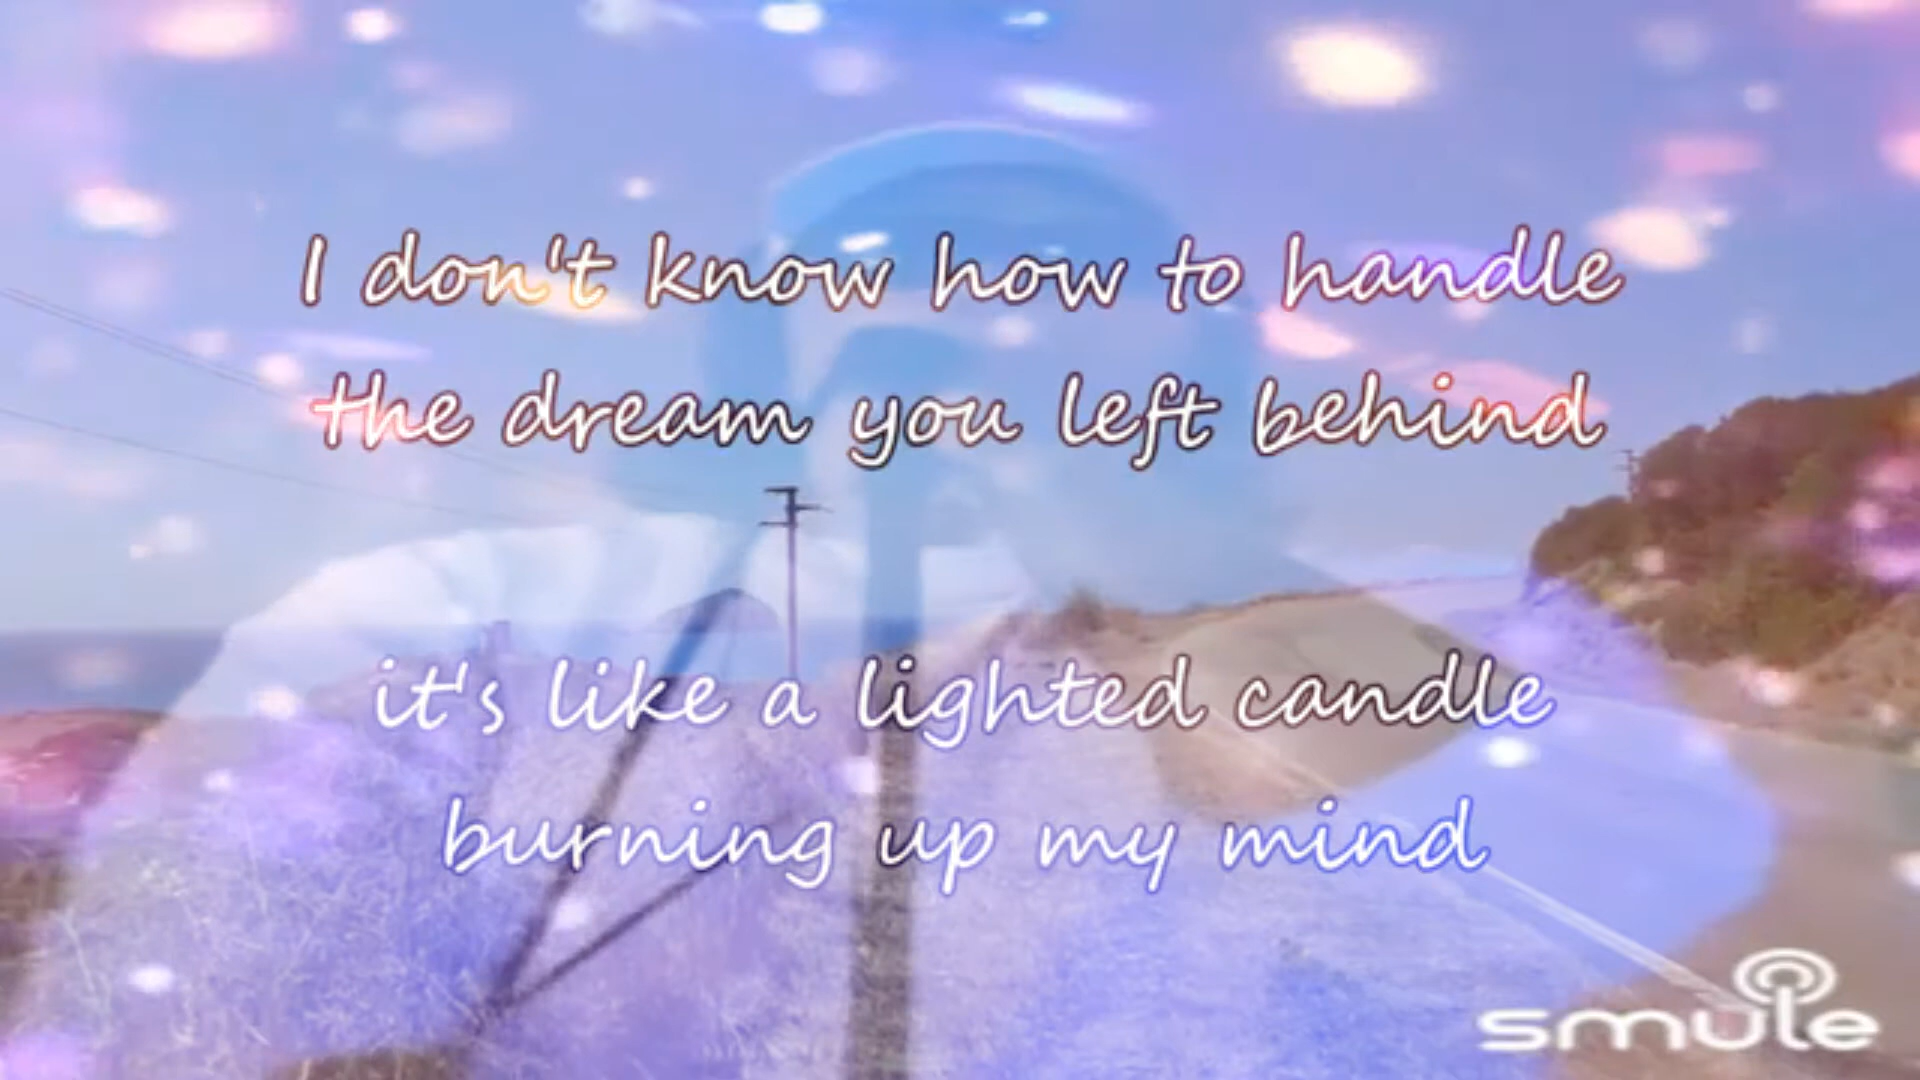 I don't know how to handle
the dream you left behind
it's like a lighted candle
burning up my mind
smule